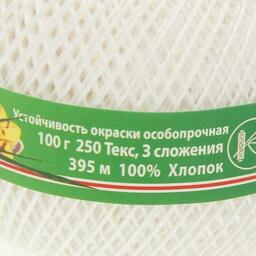 Устойчивость окраски особопрочная
100 г 250 Текс, 3 сложения
395 м 100% Хлопок